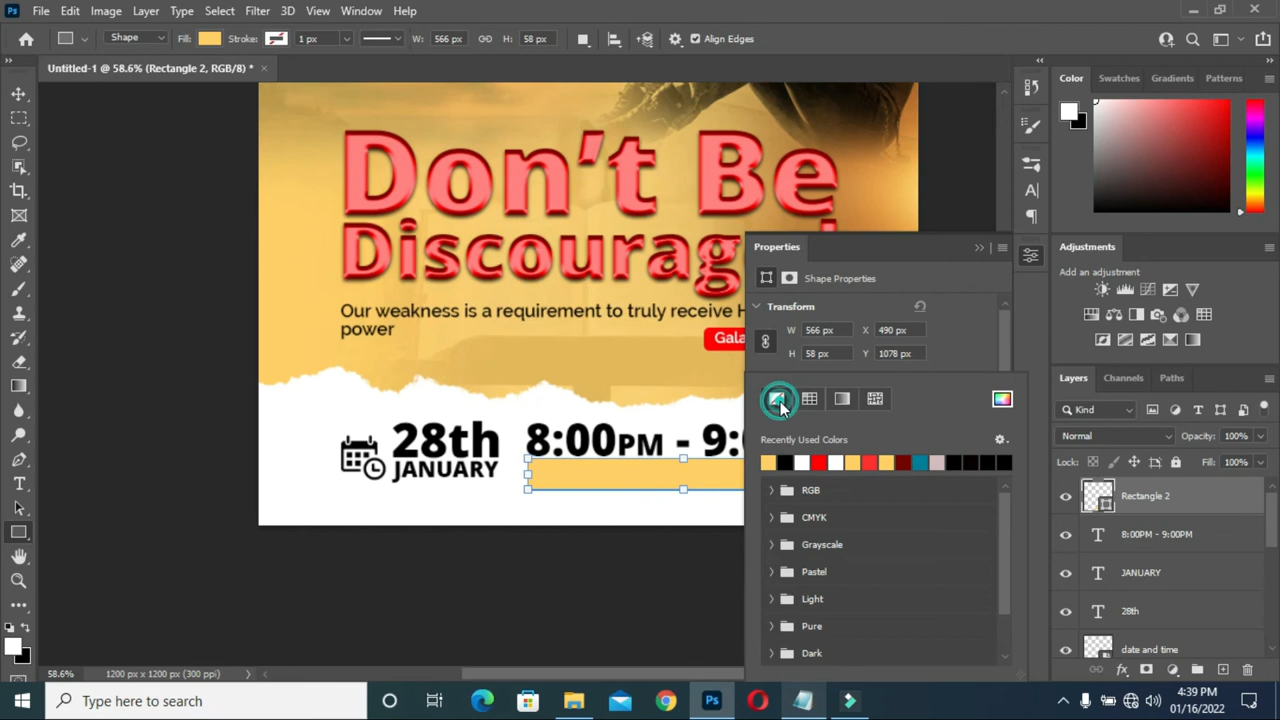 Ps File Edit Image Layer Type Select Filter 3D View Window Help
Shape Fill: Stroke: 1 px W: 566 px H: 58 px Align Edges
Untitled-1 @ 58.6% (Rectangle 2, RGB/8) *
Color Swatches Gradients Patterns
Don't Be
Our weakness is a requirement to truly receive
power
28th
JANUARY
8:00PM - 9:
Properties
Shape Properties
Transform
W 566 px X 490 px
H 58 px Y 1078 px
Recently Used Colors
RGB
CMYK
Grayscale
Pastel
Light
Pure
Dark
Adjustments
Add an adjustment
Layers Channels Paths
Kind
Normal Opacity: 100%
Lock: Fill: 100%
Rectangle 2
8:00PM - 9:00PM
JANUARY
28th
date and time
58.6% 1200 px x 1200 px (300 ppi)
Type here to search
Ps
4:39 PM
01/16/2022